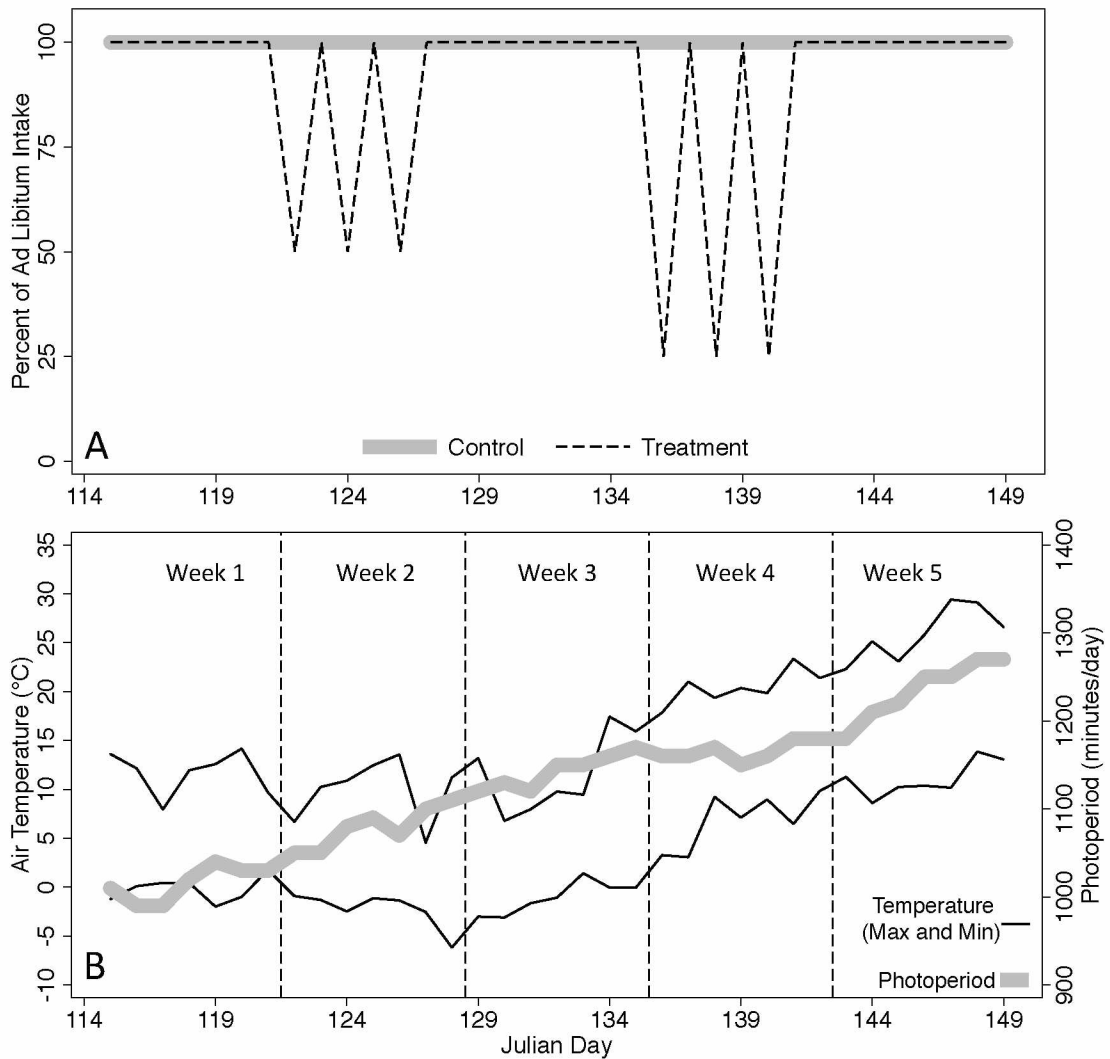 100
75
50
25
0
Percent of Ad Libitum Intake
A
Control
Treatment
114 119 124 129 134 139 144 149
35
30
25
20
15
10
5
0
-5
-10
Air Temperature (°C)
Week 1 Week 2 Week 3 Week 4 Week 5
1400
1300
1200
1100
1000
900
Photoperiod (minutes/day)
Temperature
(Max and Min)
Photoperiod
B
114 119 124 129 134 139 144 149
Julian Day